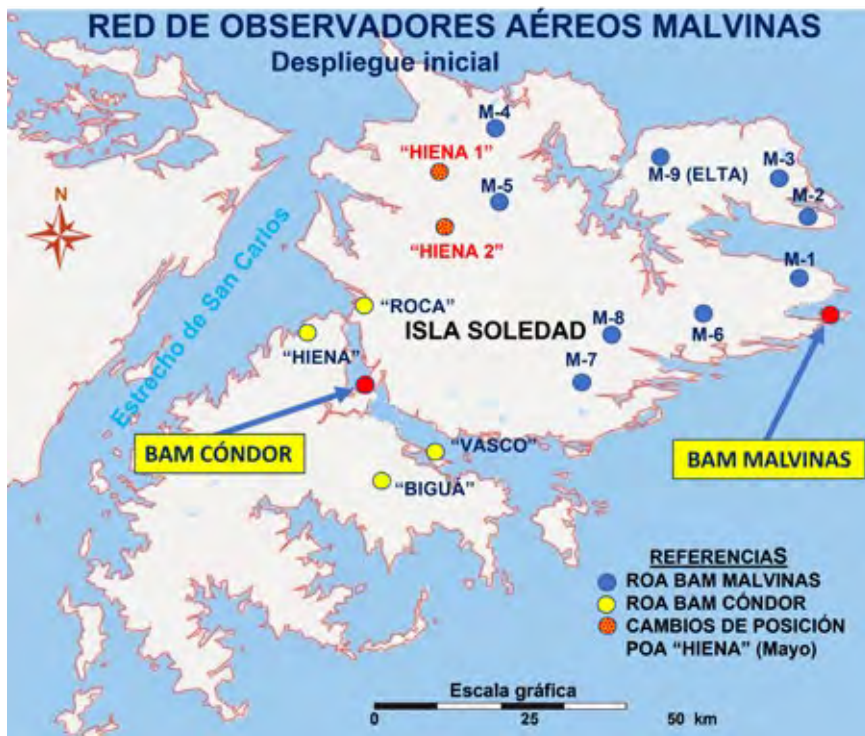 RED DE OBSERVADORES AÉREOS MALVINAS
Despliegue inicial
M-4
"HIENA 1"
M-9 (ELTA)
M-3
M-5
M-2
N
"HIENA 2"
M-1
Estrecho de San Carlos
"ROCA"
ISLA SOLEDAD
M-8
M-6
"HIENA"
M-7
BAM CÓNDOR
"VASCO"
BAM MALVINAS
"BIGUÁ"
REFERENCIAS
ROA BAM MALVINAS
ROA BAM CÓNDOR
CAMBIOS DE POSICIÓN
POA "HIENA" (Mayo)
Escala gráfica
0 25 50 km